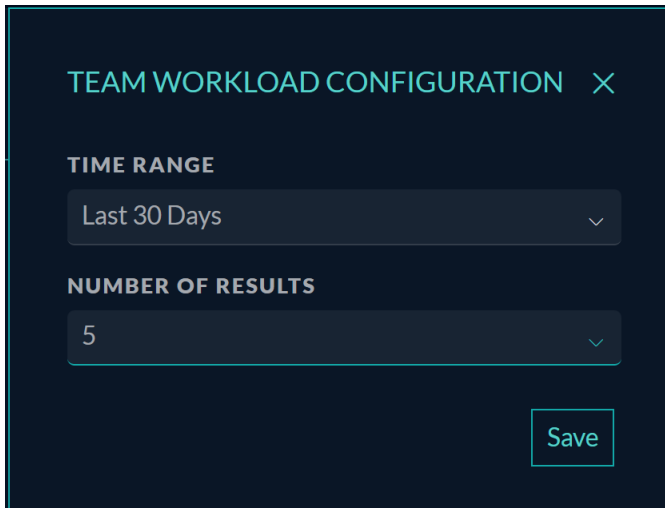 TEAM WORKLOAD CONFIGURATION
TIME RANGE
Last 30 Days
NUMBER OF RESULTS
5
Save